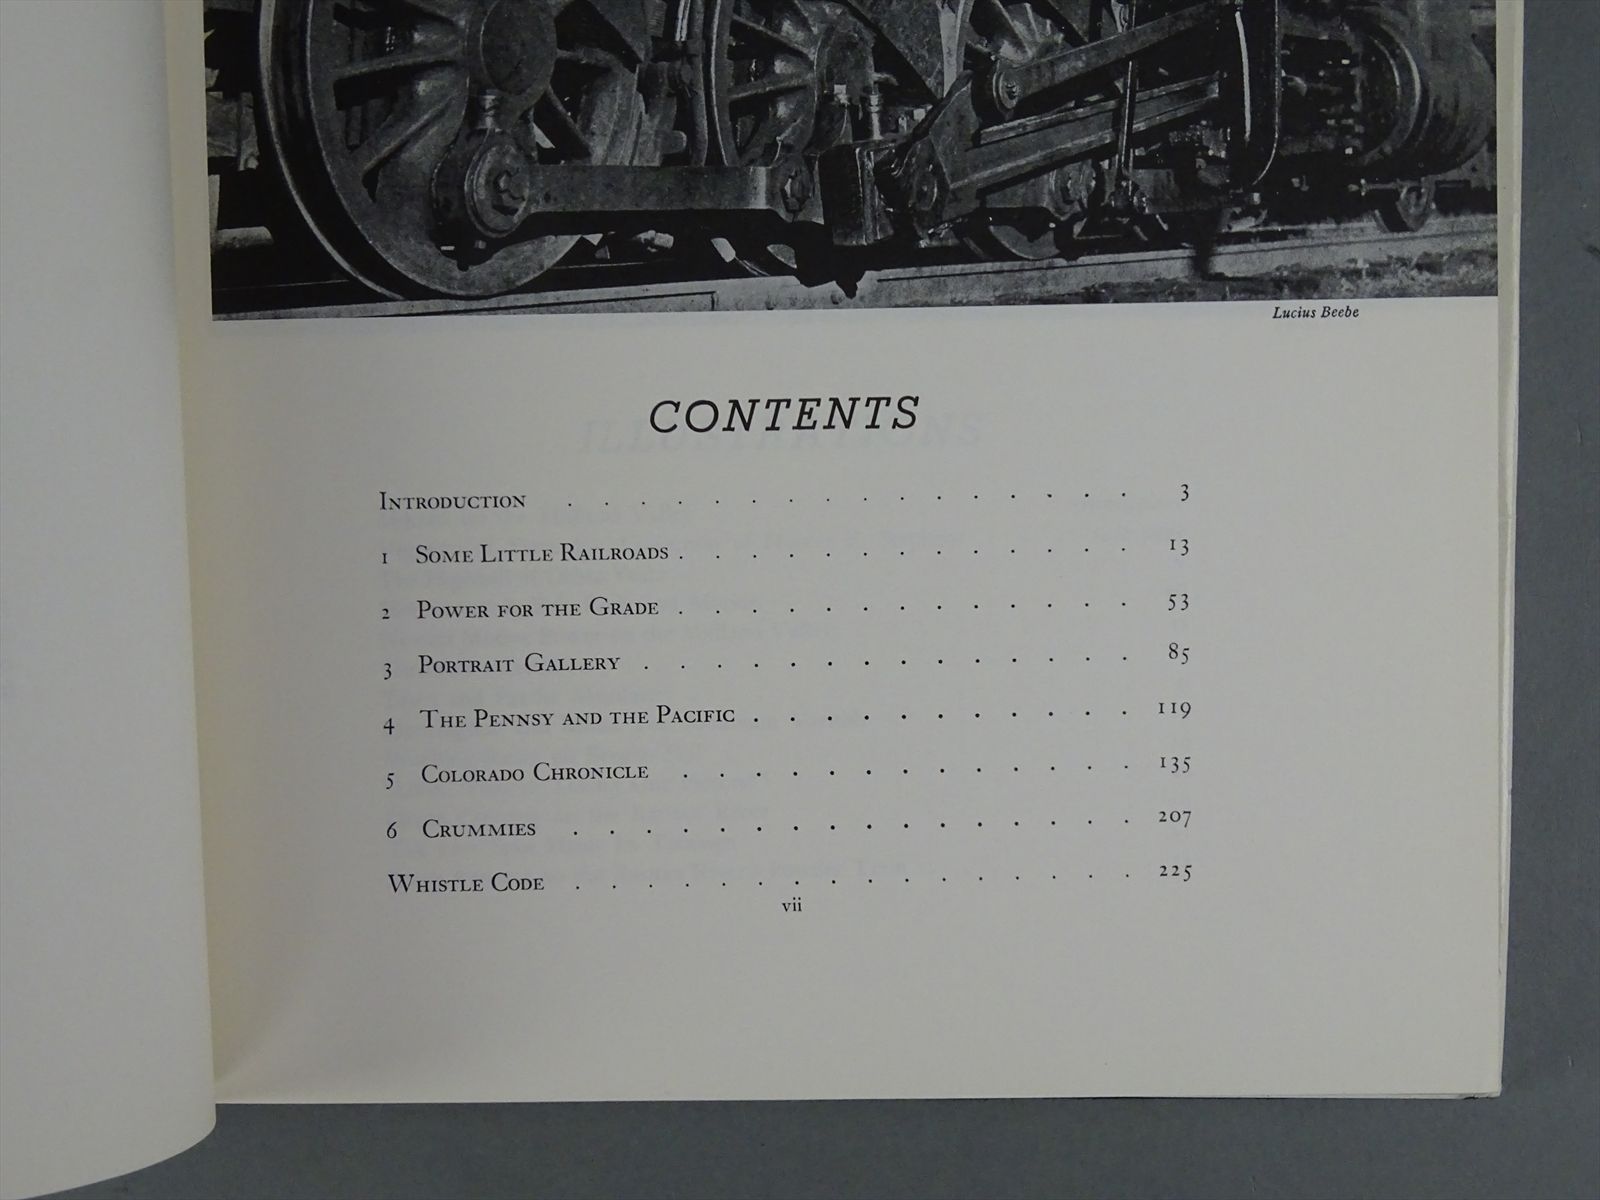 Lucius Beebe
CONTENTS
INTRODUCTION . . . . . . . . . . . . . . . . 3
1 SOME LITTLE RAILROADS . . . . . . . . . . . . . 13
2 POWER FOR THE GRADE . . . . . . . . . . . . . 53
3 PORTRAIT GALLERY . . . . . . . . . . . . . . 85
4 THE PENNSY AND THE PACIFIC . . . . . . . . . . . 119
5 COLORADO CHRONICLE . . . . . . . . . . . . . 135
6 CRUMMIES . . . . . . . . . . . . . . . . 207
WHISTLE CODE . . . . . . . . . . . . . . . . 225
vii